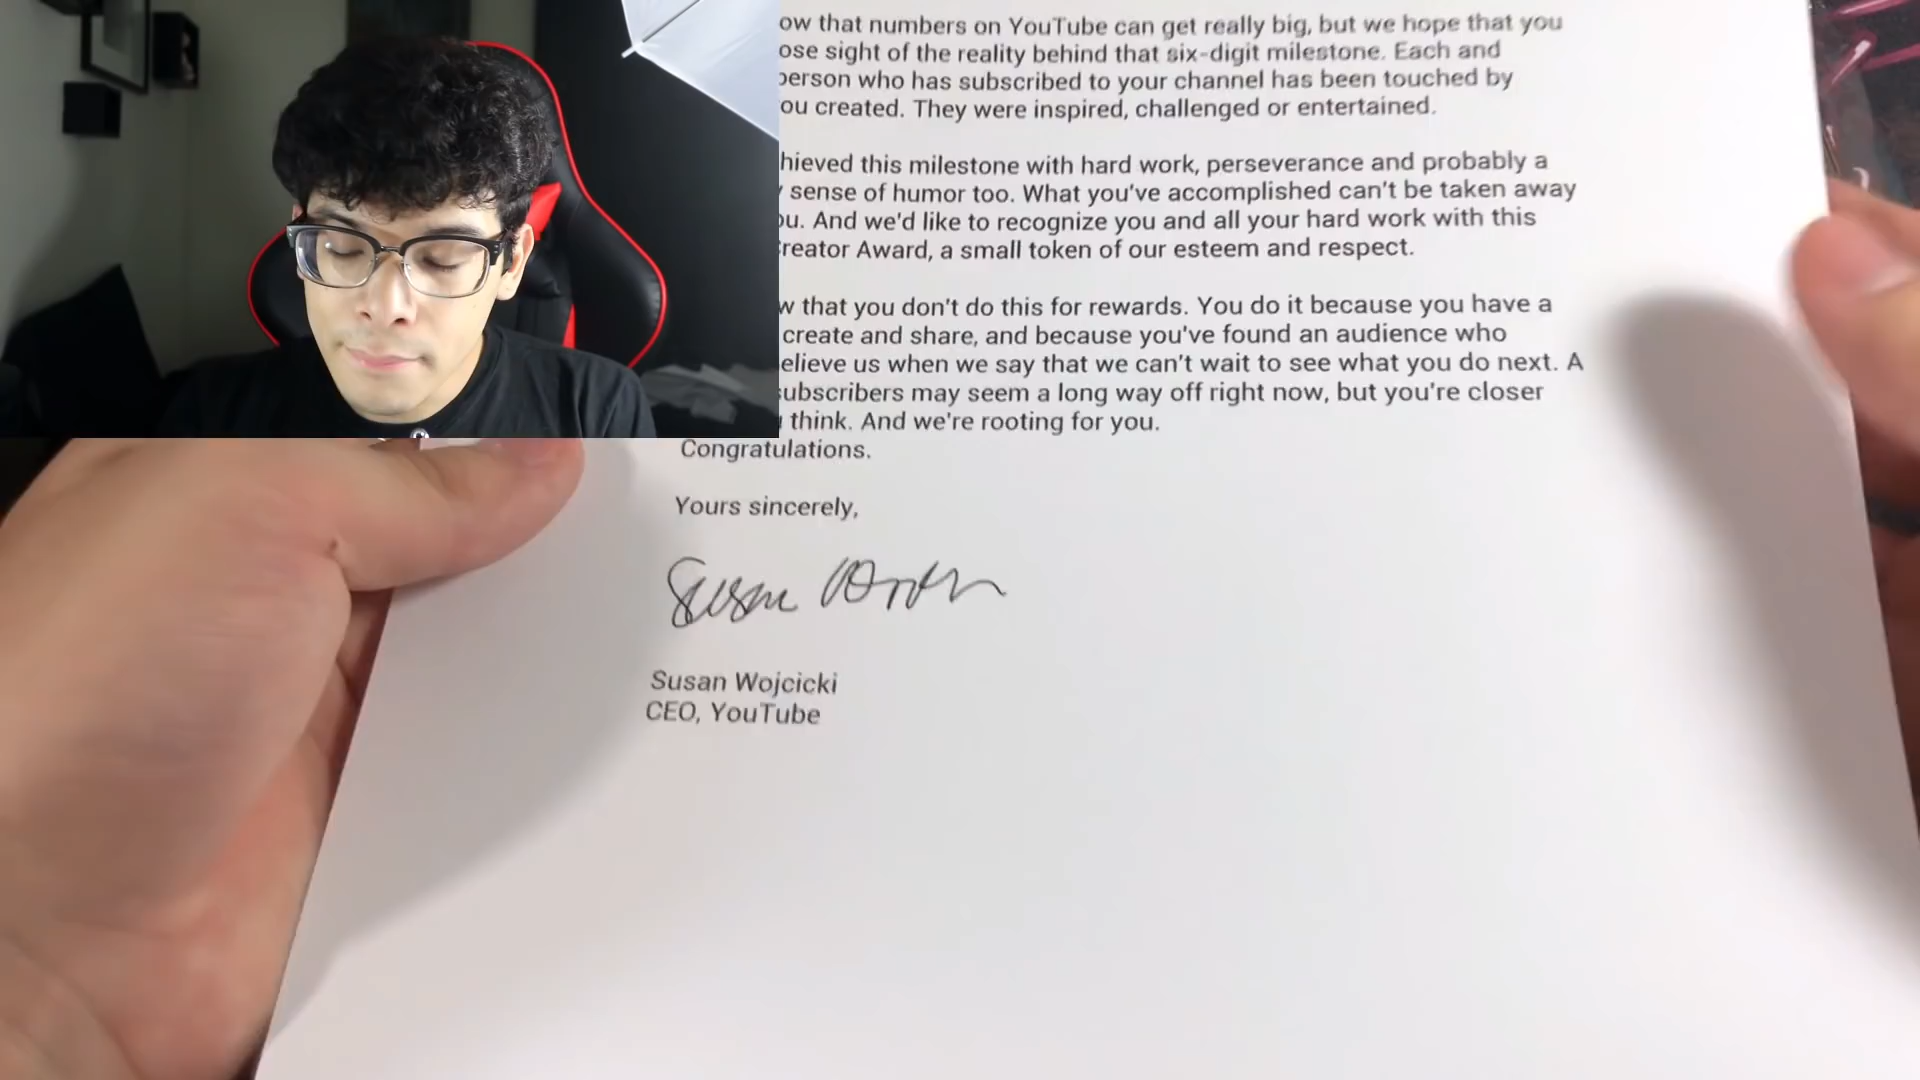 that numbers on YouTube can get really big, but we hope that you
sight of the reality behind that six-digit milestone. Each and
person who has subscribed to your channel has been touched by
created. They were inspired, challenged or entertained.
this milestone with hard work, perseverance and probably a
sense of humor too. What you've accomplished can't be taken away
And we'd like to recognize you and all your hard work with this
Creator Award, a small token of our esteem and respect.
that you don't do this for rewards. You do it because you have a
create and share, and because you've found an audience who
us when we say that we can't wait to see what you do next. A
subscribers may seem a long way off right now, but you're closer
think. And we're rooting for you.
Congratulations.
Yours sincerely,
Susan Wojcicki
CEO, YouTube